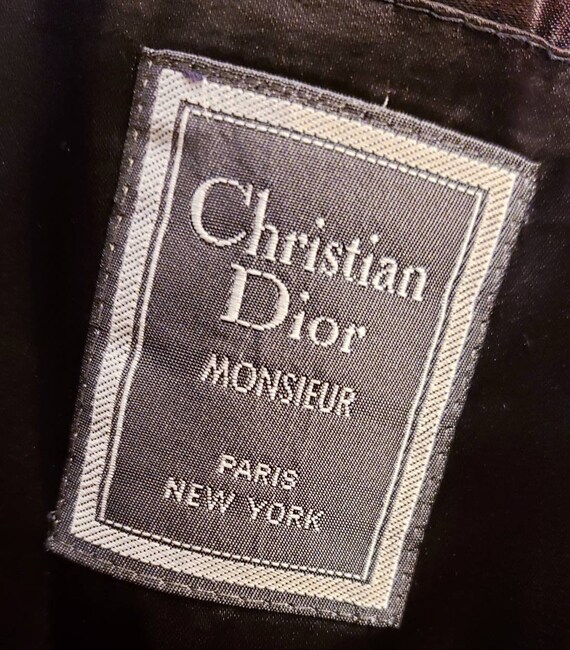 Christian
Dior
MONSIEUR
PARIS
NEW YORK